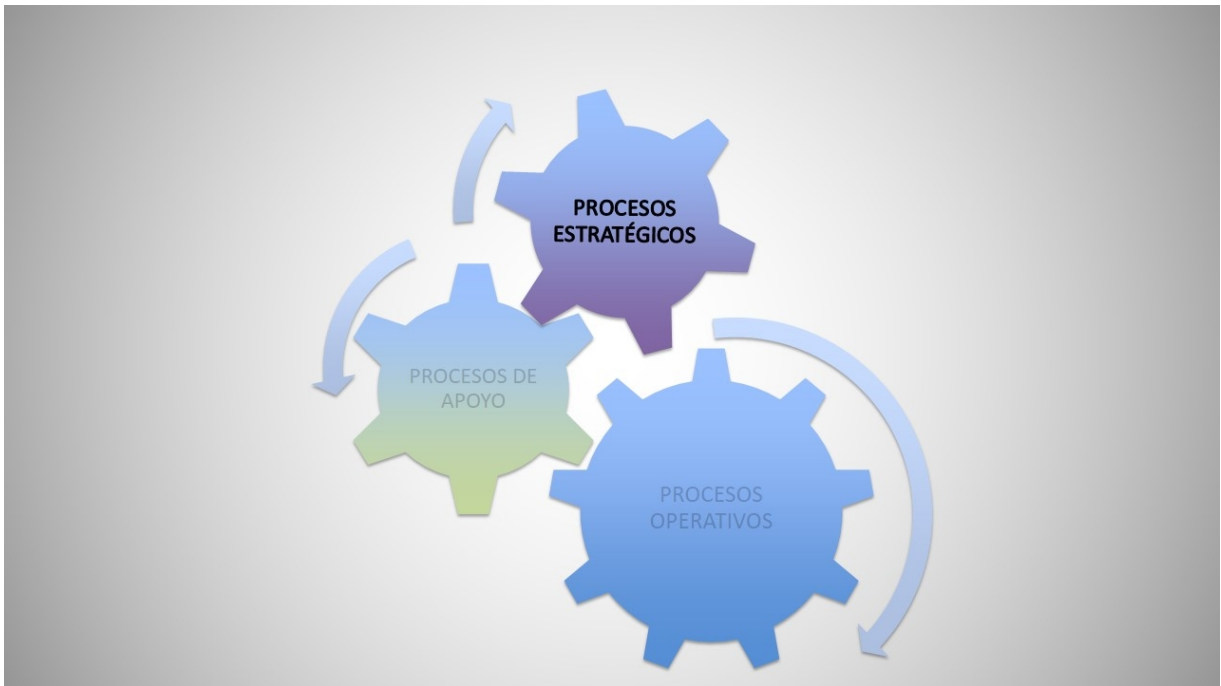 PROCESOS
ESTRATÉGICOS
PROCESOS DE
APOYO
PROCESOS
OPERATIVOS